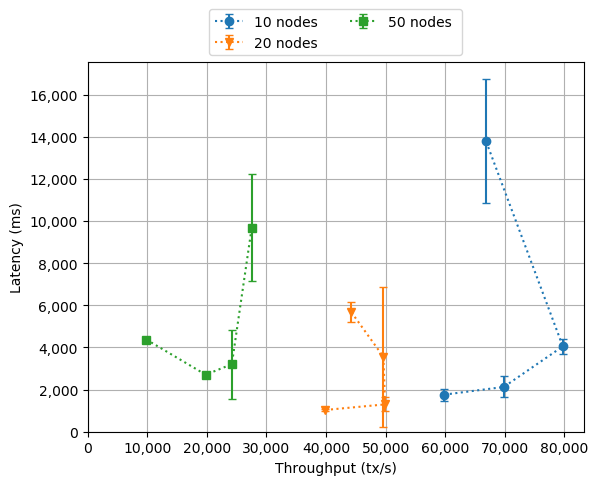 10 nodes
20 nodes
50 nodes
16,000
14,000
12,000
10,000
8,000
6,000
4,000
2,000
0
Latency (ms)
0 10,000 20,000 30,000 40,000 50,000 60,000 70,000 80,000
Throughput (tx/s)